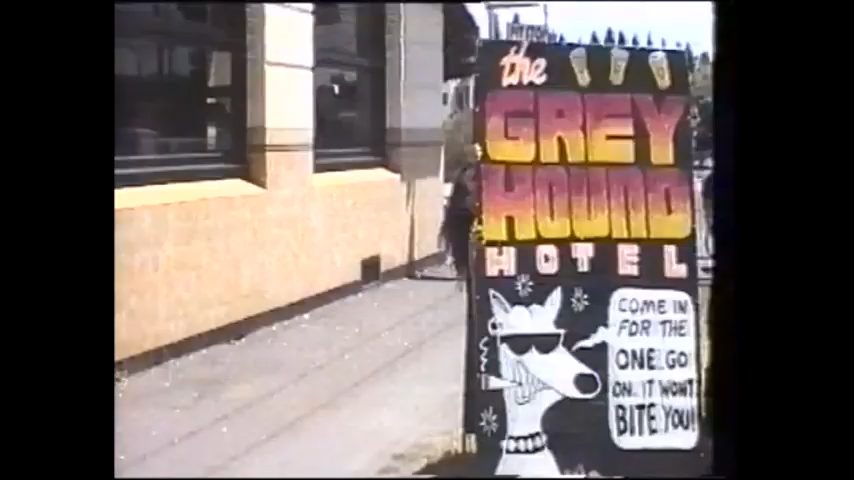 the
GREY
HOUND
HOTEL
COME IN
FOR THE
ONE. GO
ON. IT WONT
BITE YOU!